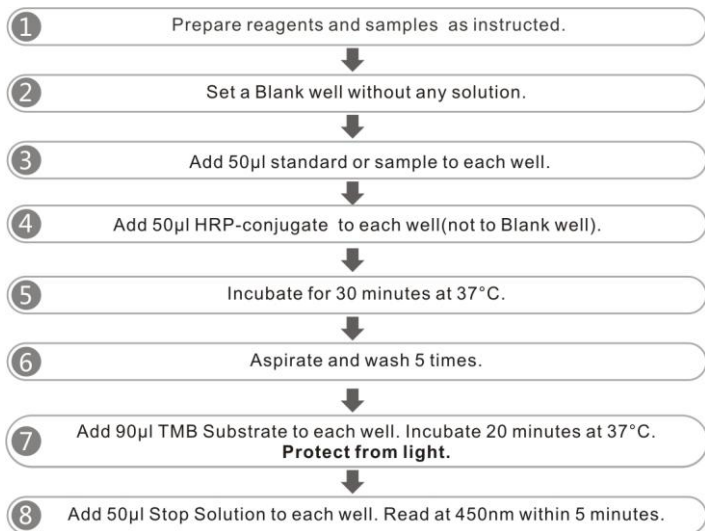 1 Prepare reagents and samples as instructed.
2 Set a Blank well without any solution.
3 Add 50μl standard or sample to each well.
4 Add 50μl HRP-conjugate to each well(not to Blank well).
5 Incubate for 30 minutes at 37°C.
6 Aspirate and wash 5 times.
7 Add 90μl TMB Substrate to each well. Incubate 20 minutes at 37°C.
Protect from light.
8 Add 50μl Stop Solution to each well. Read at 450nm within 5 minutes.